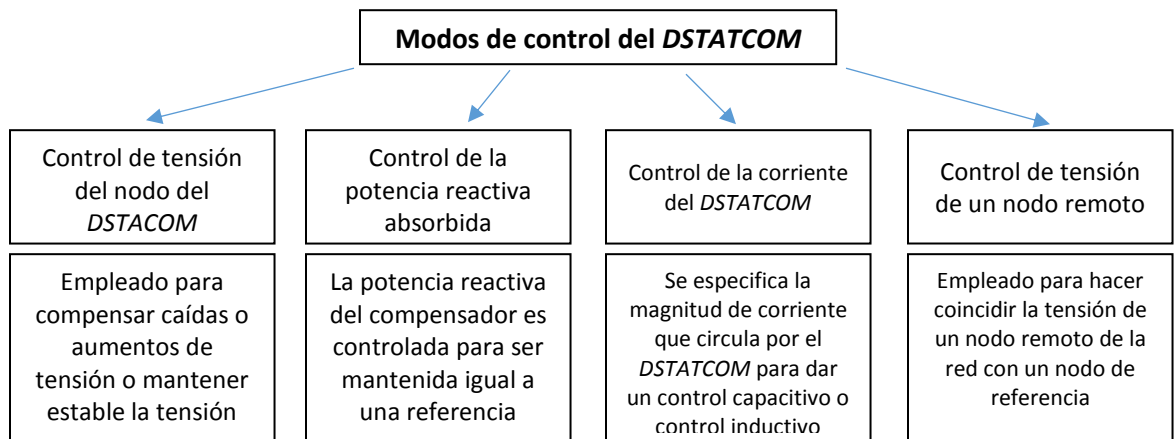 Modos de control del DSTATCOM
Control de tensión
del nodo del
DSTACOM
Control de la
potencia reactiva
absorbida
Control de la corriente
del DSTATCOM
Control de tensión
de un nodo remoto
Empleado para
compensar caídas o
aumentos de
tensión o mantener
estable la tensión
La potencia reactiva
del compensador es
controlada para ser
mantenida igual a
una referencia
Se especifica la
magnitud de corriente
que circula por el
DSTATCOM para dar
un control capacitivo o
control inductivo
Empleado para hacer
coincidir la tensión de
un nodo remoto de la
red con un nodo de
referencia